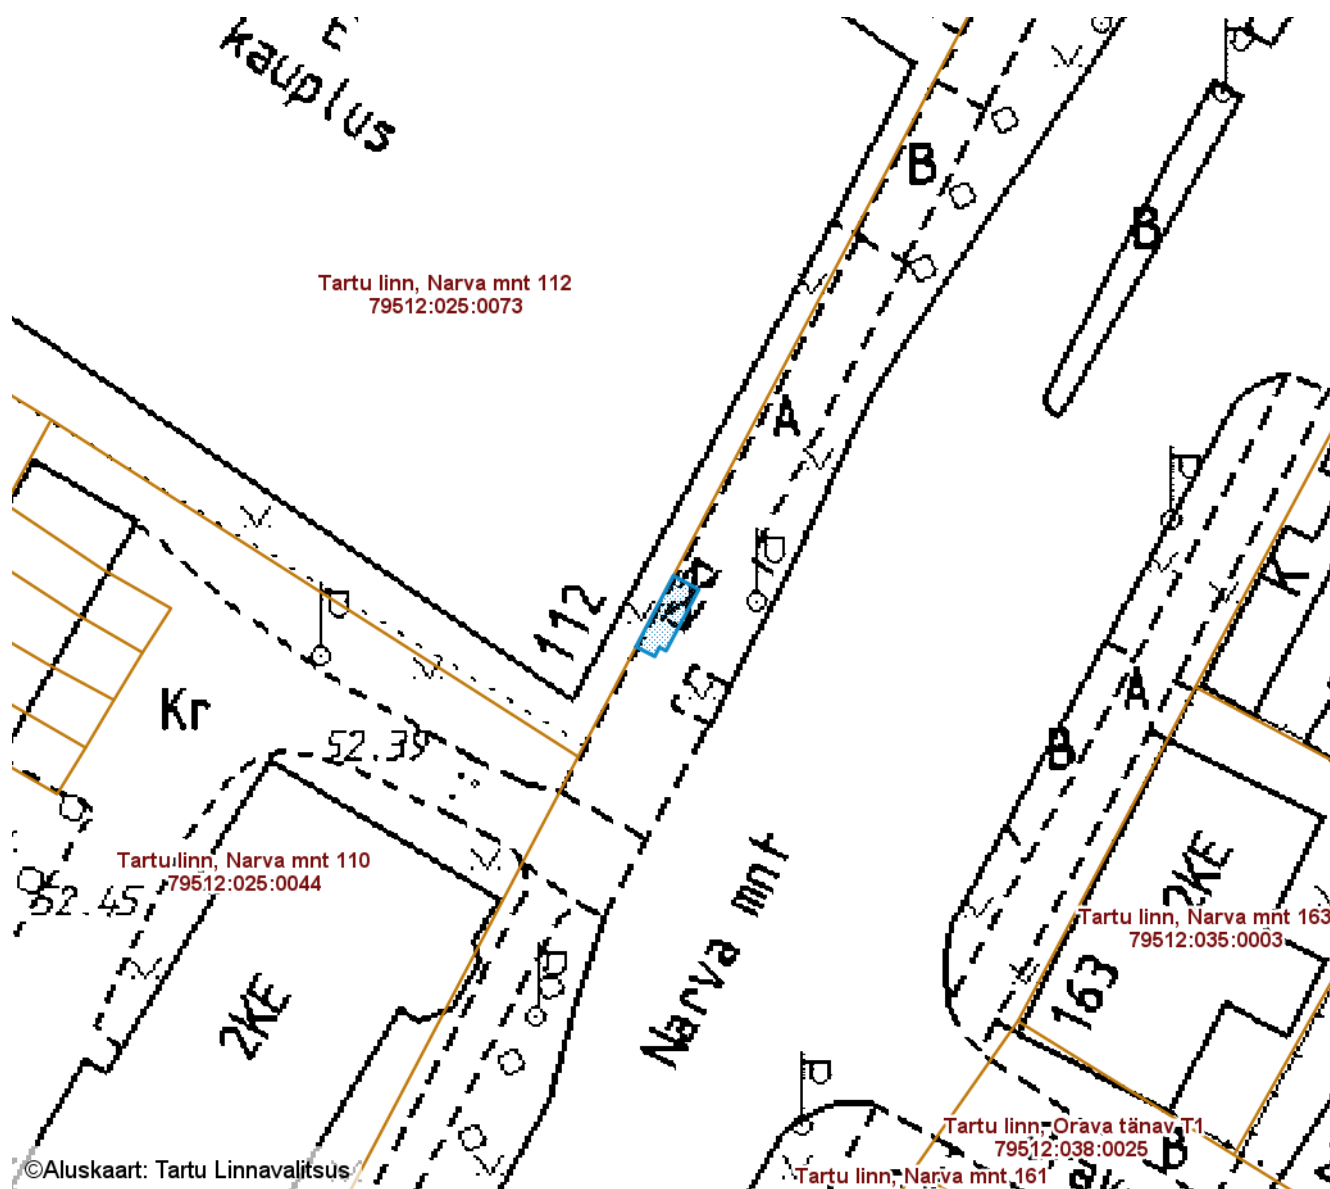 E
kauplus
B
B
Tartu linn, Narva mnt 112
79512:025:0073
A
112
K
Kr
52.39
A
B
Tartu linn, Narva mnt 110
79512:025:0044
52.45
2KE
Tartu linn, Narva mnt 163
79512:035:0003
Narva mnt
163
2KE
Tartu linn, Orava tänav T1
79512:038:0025
B
Tartu linn, Narva mnt 161
©Aluskaart: Tartu Linnavalitsus